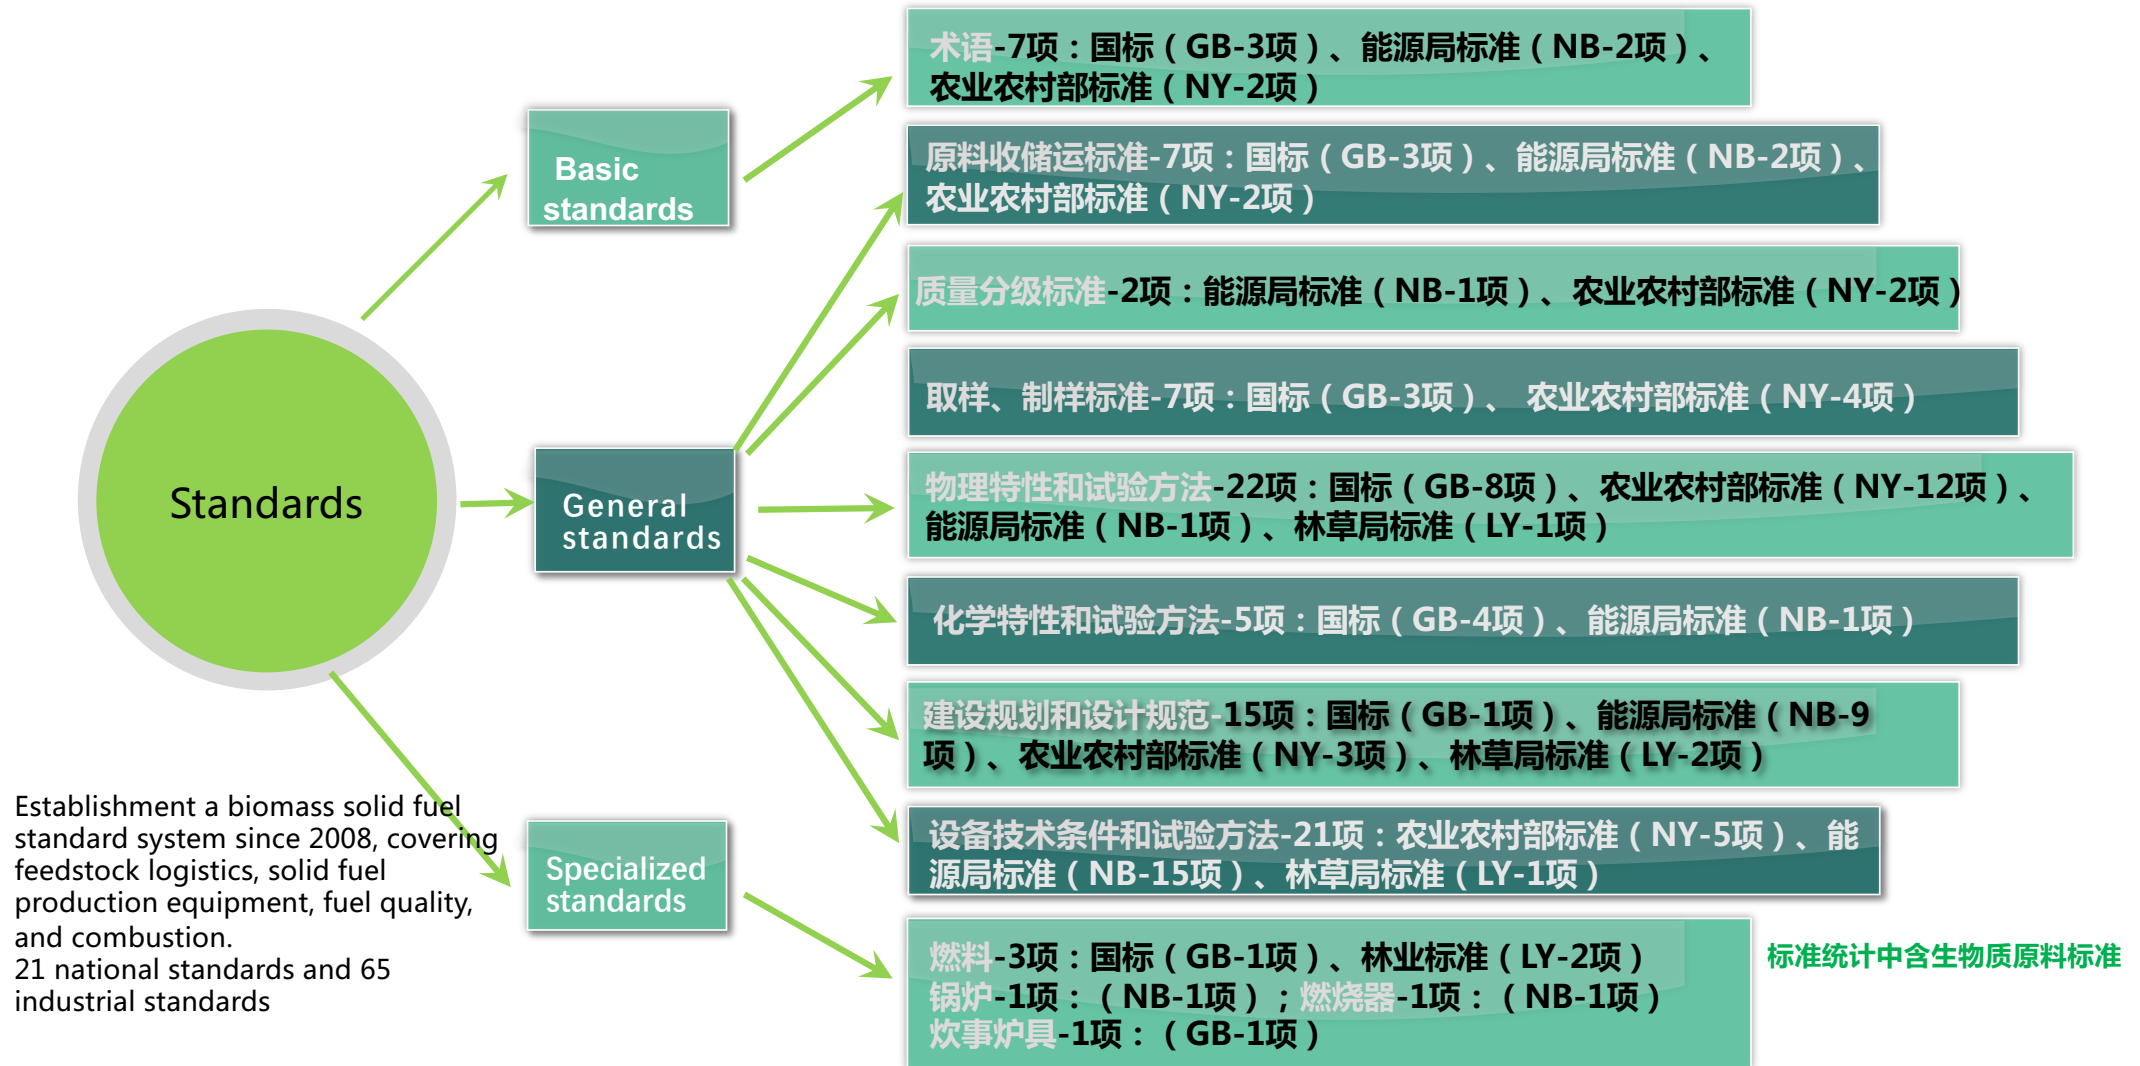 Standards
Establishment a biomass solid fuel
standard system since 2008, covering
feedstock logistics, solid fuel
production equipment, fuel quality,
and combustion.
21 national standards and 65
industrial standards
Basic
standards
General
standards
Specialized
standards
术语-7项：国标（GB-3项）、能源局标准（NB-2项）、
农业农村部标准（NY-2项）
原料收储运标准-7项：国标（GB-3项）、能源局标准（NB-2项）、
农业农村部标准（NY-2项）
质量分级标准-2项：能源局标准（NB-1项）、农业农村部标准（NY-2项）
取样、制样标准-7项：国标（GB-3项）、 农业农村部标准（NY-4项）
物理特性和试验方法-22项：国标（GB-8项）、农业农村部标准（NY-12项）、
能源局标准（NB-1项）、林草局标准（LY-1项）
化学特性和试验方法-5项：国标（GB-4项）、能源局标准（NB-1项）
建设规划和设计规范-15项：国标（GB-1项）、能源局标准（NB-9
项）、农业农村部标准（NY-3项）、林草局标准（LY-2项）
设备技术条件和试验方法-21项：农业农村部标准（NY-5项）、能
源局标准（NB-15项）、林草局标准（LY-1项）
燃料-3项：国标（GB-1项）、林业标准（LY-2项）
锅炉-1项：（NB-1项）；燃烧器-1项：（NB-1项）
炊事炉具-1项：（GB-1项）
标准统计中含生物质原料标准